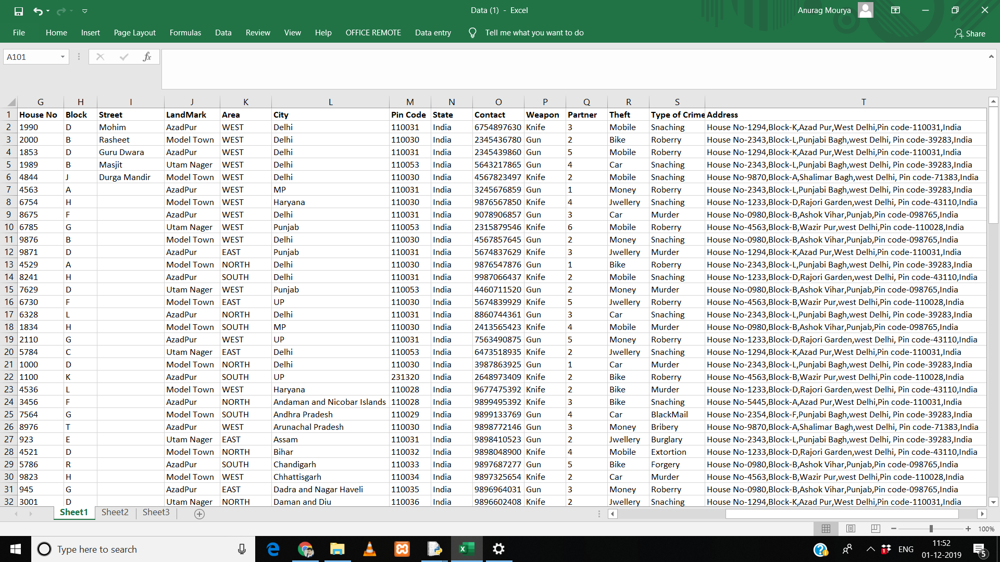 Data (1) - Excel
Anurag Mourya
File Home Insert Page Layout Formulas Data Review View Help OFFICE REMOTE Data entry Tell me what you want to do Share
A101 fx
G H I J K L M N O P Q R S T
1 House No Block Street LandMark Area City Pin Code State Contact Weapon Partner Theft Type of Crime Address
2 1990 D Mohim AzadPur WEST Delhi 110031 India 6754897630 Knife 3 Mobile Snaching House No-1294,Block-K,Azad Pur,West Delhi,Pin code-110031,India
3 2000 B Rasheet Model Town WEST Delhi 110030 India 2345436780 Gun 2 Bike Roberry House No-2343,Block-L,Punjabi Bagh,west Delhi, Pin code-39283,India
4 1853 D Guru Dwara AzadPur WEST Delhi 110031 India 2345439860 Gun 5 Mobile Roberry House No-1294,Block-K,Azad Pur,West Delhi,Pin code-110031,India
5 1989 B Masjit Utam Nager WEST Delhi 110053 India 5643217865 Gun 4 Car Snaching House No-2343,Block-L,Punjabi Bagh,west Delhi, Pin code-39283,India
6 4844 J Durga Mandir Model Town WEST Delhi 110030 India 4567823497 Knife 2 Mobile Snaching House No-9870,Block-A,Shalimar Bagh,west Delhi, Pin code-71383,India
7 4563 A AzadPur WEST MP 110031 India 3245676859 Gun 1 Money Roberry House No-2343,Block-L,Punjabi Bagh,west Delhi, Pin code-39283,India
8 6754 H Model Town WEST Haryana 110030 India 9876567850 Knife 4 Jwellery Snaching House No-1233,Block-D,Rajori Garden,west Delhi, Pin code-43110,India
9 8675 F AzadPur WEST Delhi 110031 India 9078906857 Gun 3 Car Murder House No-0980,Block-B,Ashok Vihar,Punjab,Pin code-098765,India
10 6785 G Utam Nager WEST Punjab 110053 India 2315879546 Knife 6 Mobile Roberry House No-4563,Block-B,Wazir Pur,west Delhi,Pin code-110028,India
11 9876 B Model Town WEST Delhi 110030 India 4567857645 Gun 2 Money Snaching House No-0980,Block-B,Ashok Vihar,Punjab,Pin code-098765,India
12 9871 D AzadPur EAST Punjab 110031 India 5674837629 Knife 3 Jwellery Murder House No-1294,Block-K,Azad Pur,West Delhi,Pin code-110031,India
13 4529 A Model Town NORTH Delhi 110030 India 9876547876 Gun 1 Bike Roberry House No-2343,Block-L,Punjabi Bagh,west Delhi, Pin code-39283,India
14 8241 H AzadPur SOUTH Delhi 110031 India 9987066437 Knife 2 Mobile Snaching House No-1233,Block-D,Rajori Garden,west Delhi, Pin code-43110,India
15 7629 D Utam Nager WEST Punjab 110053 India 4460711520 Gun 2 Money Murder House No-0980,Block-B,Ashok Vihar,Punjab,Pin code-098765,India
16 6730 F Model Town EAST UP 110030 India 5674839929 Knife 5 Jwellery Roberry House No-4563,Block-B,Wazir Pur,west Delhi,Pin code-110028,India
17 6328 L AzadPur NORTH Delhi 110031 India 8860744361 Gun 3 Car Snaching House No-2343,Block-L,Punjabi Bagh,west Delhi, Pin code-39283,India
18 1834 H Model Town SOUTH MP 110030 India 2413565423 Knife 4 Mobile Murder House No-0980,Block-B,Ashok Vihar,Punjab,Pin code-098765,India
19 2110 G AzadPur WEST UP 110031 India 7563490875 Gun 5 Money Roberry House No-1233,Block-D,Rajori Garden,west Delhi, Pin code-43110,India
20 5784 C Utam Nager EAST Delhi 110053 India 6473518935 Knife 2 Jwellery Snaching House No-1294,Block-K,Azad Pur,West Delhi,Pin code-110031,India
21 1000 D Model Town NORTH Delhi 110030 India 3987863925 Gun 1 Car Murder House No-2343,Block-L,Punjabi Bagh,west Delhi, Pin code-39283,India
22 1100 K AzadPur SOUTH UP 231320 India 2648973409 Knife 2 Bike Roberry House No-4563,Block-B,Wazir Pur,west Delhi,Pin code-110028,India
23 4536 L Model Town WEST Haryana 110028 India 9677475392 Knife 2 Bike Murder House No-1233,Block-D,Rajori Garden,west Delhi, Pin code-43110,India
24 3456 F AzadPur NORTH Andaman and Nicobar Islands 110028 India 9899495392 Knife 3 Bike Snaching House No-5445,Block-A,Azad Pur,West Delhi,Pin code-110031,India
25 7564 G Model Town SOUTH Andhra Pradesh 110029 India 9899133769 Gun 4 Car BlackMail House No-2354,Block-F,Punjabi Bagh,west Delhi, Pin code-39283,India
26 8976 T AzadPur WEST Arunachal Pradesh 110030 India 9898772146 Gun 3 Money Bribery House No-9870,Block-A,Shalimar Bagh,west Delhi, Pin code-71383,India
27 923 E Utam Nager EAST Assam 110031 India 9898410523 Gun 2 Jwellery Burglary House No-2343,Block-L,Punjabi Bagh,west Delhi, Pin code-39283,India
28 4521 D Model Town NORTH Bihar 110032 India 9898048900 Knife 4 Mobile Extortion House No-1233,Block-D,Rajori Garden,west Delhi, Pin code-43110,India
29 5786 R AzadPur SOUTH Chandigarh 110033 India 9897687277 Gun 5 Bike Forgery House No-0980,Block-B,Ashok Vihar,Punjab,Pin code-098765,India
30 9823 H Model Town WEST Chhattisgarh 110034 India 9897325654 Knife 2 Car Murder House No-4563,Block-B,Wazir Pur,west Delhi,Pin code-110028,India
31 945 G AzadPur EAST Dadra and Nagar Haveli 110035 India 9896964031 Gun 3 Money Roberry House No-0980,Block-B,Ashok Vihar,Punjab,Pin code-098765,India
32 3001 D Utam Nager NORTH Daman and Diu 110036 India 9896602408 Knife 2 Jwellery Snaching House No-1294,Block-K,Azad Pur,West Delhi,Pin code-110031,India
Sheet1 Sheet2 Sheet3
100%
Type here to search
ENG
11:52
01-12-2019
5